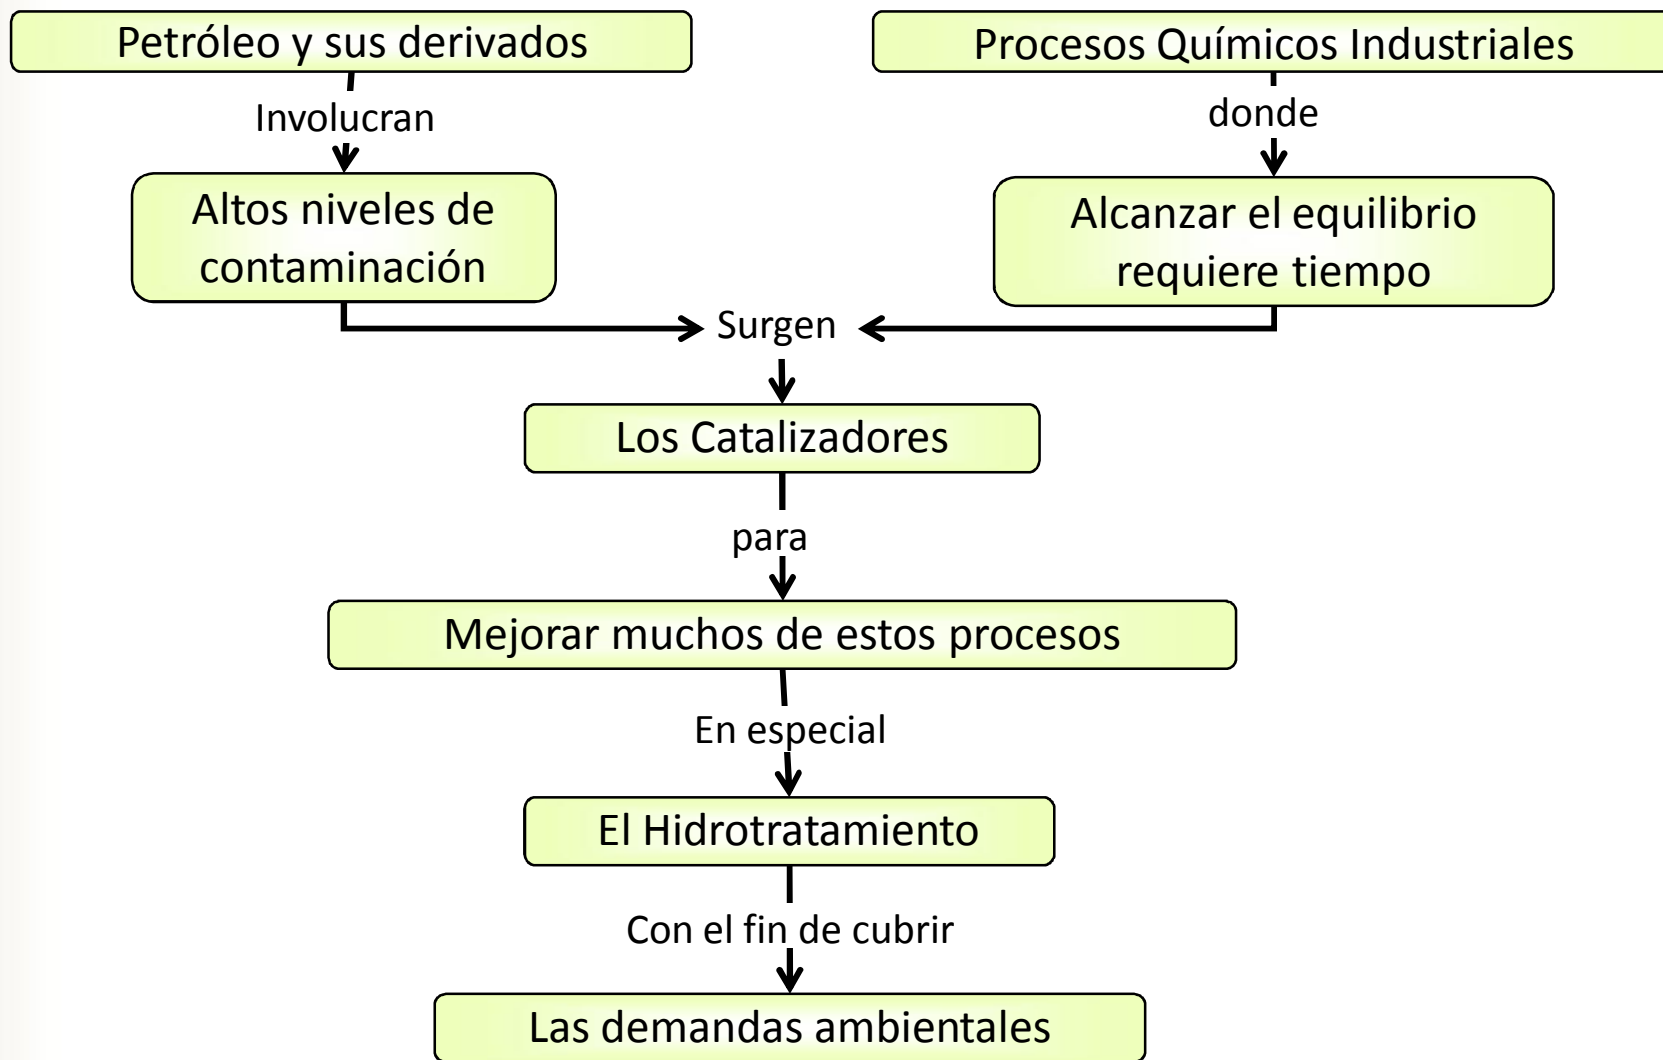 Petróleo y sus derivados
Procesos Químicos Industriales
Involucran
donde
Altos niveles de
contaminación
Alcanzar el equilibrio
requiere tiempo
Surgen
Los Catalizadores
para
Mejorar muchos de estos procesos
En especial
El Hidrotratamiento
Con el fin de cubrir
Las demandas ambientales